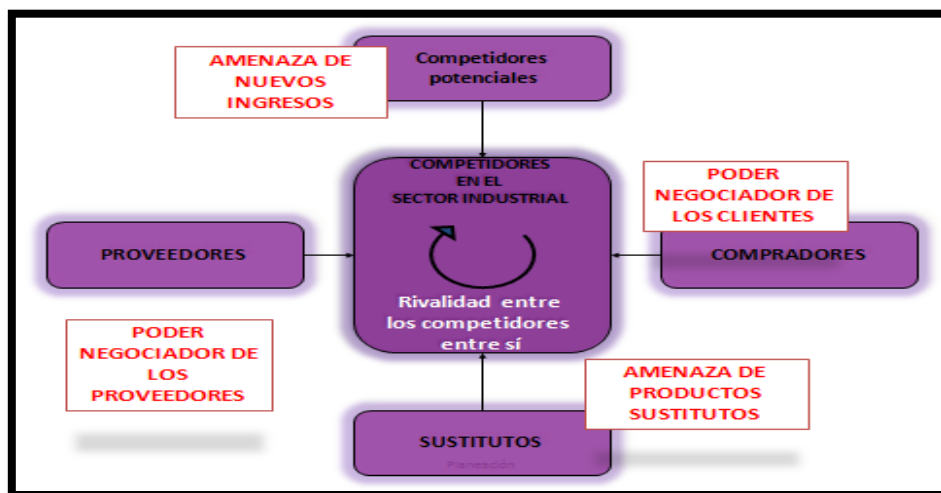 AMENAZA DE
NUEVOS
INGRESOS
Competidores
potenciales
COMPETIDORES
EN EL
SECTOR INDUSTRIAL
Rivalidad entre
los competidores
entre sí
PODER
NEGOCIADOR DE
LOS CLIENTES
PROVEEDORES
COMPRADORES
PODER
NEGOCIADOR DE
LOS
PROVEEDORES
AMENAZA DE
PRODUCTOS
SUSTITUTOS
SUSTITUTOS
Planeación